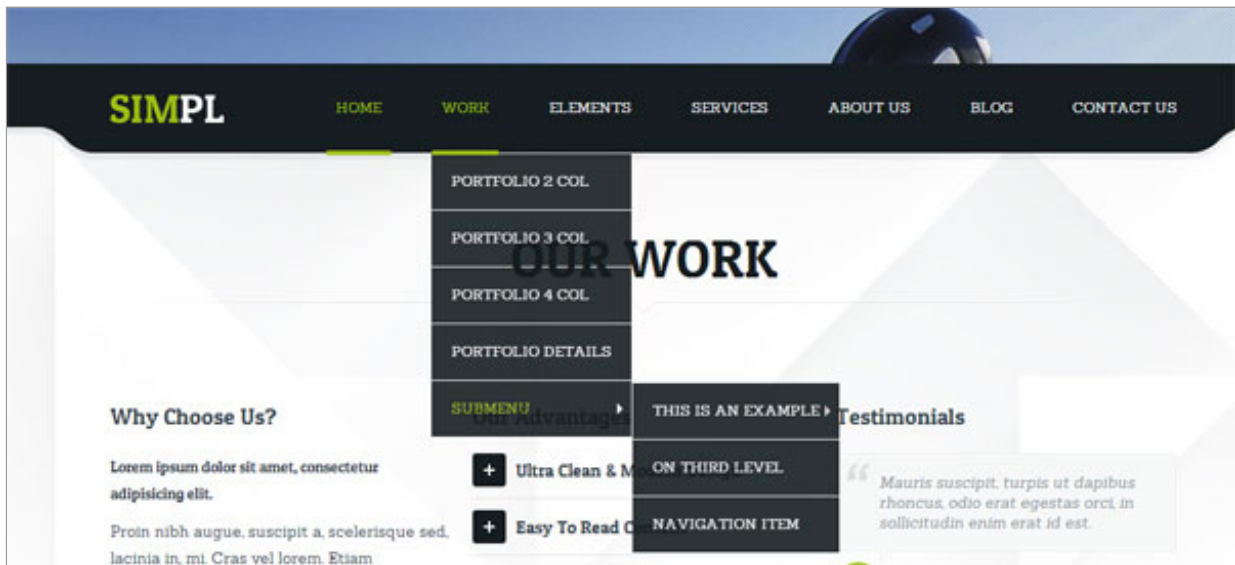 SIMPL
HOME
WORK
ELEMENTS
SERVICES
ABOUT US
BLOG
CONTACT US
PORTFOLIO 2 COL
PORTFOLIO 3 COL
PORTFOLIO 4 COL
PORTFOLIO DETAILS
SUBMENU
THIS IS AN EXAMPLE
ON THIRD LEVEL
NAVIGATION ITEM
OUR WORK
Why Choose Us?
Lorem ipsum dolor sit amet, consectetur
adipisicing elit.
Proin nibh augue, suscipit a, scelerisque sed,
lacinia in, mi. Cras vel lorem. Etiam
Our Advantages
Ultra Clean &
Easy To Read
Testimonials
Mauris suscipit, turpis ut dapibus
rhoncus, odio erat egestas orci, in
sollicitudin enim erat id est.